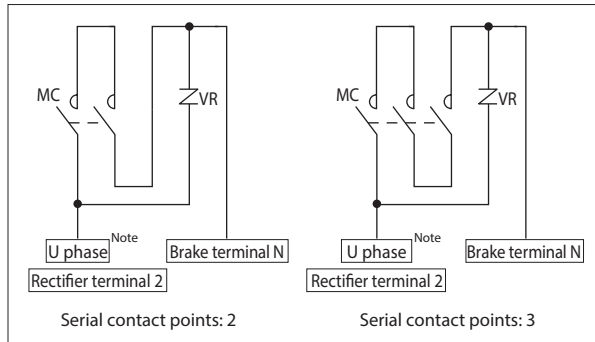 MC
VR
U phase Note
Rectifier terminal 2
Brake terminal N
Serial contact points: 2
MC
VR
U phase Note
Rectifier terminal 2
Brake terminal N
Serial contact points: 3